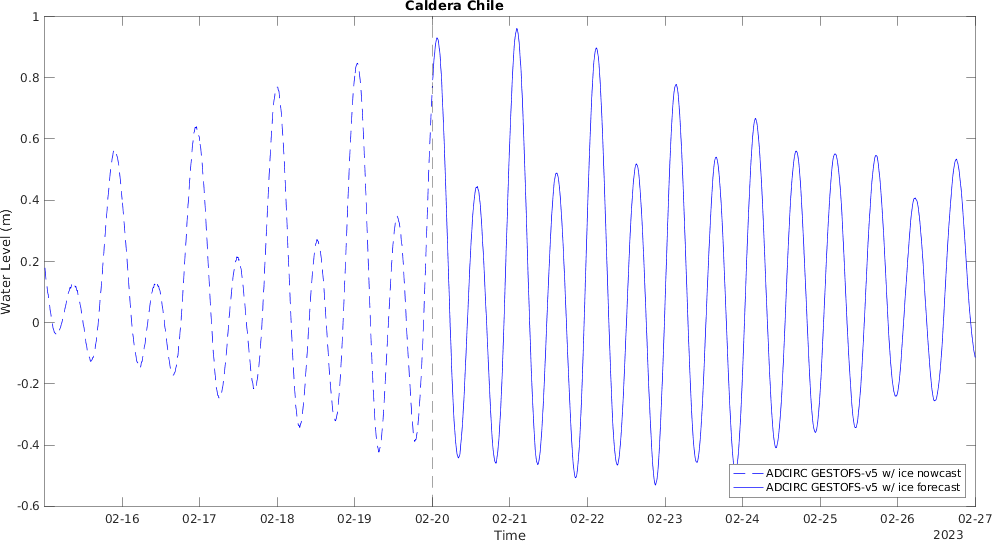 Caldera Chile
1
0.8
0.6
0.4
0.2
0
-0.2
-0.4
-0.6
Water Level (m)
ADCIRC GESTOFS-v5 w/ ice nowcast
ADCIRC GESTOFS-v5 w/ ice forecast
02-16 02-17 02-18 02-19 02-20 02-21 02-22 02-23 02-24 02-25 02-26 02-27
Time
2023